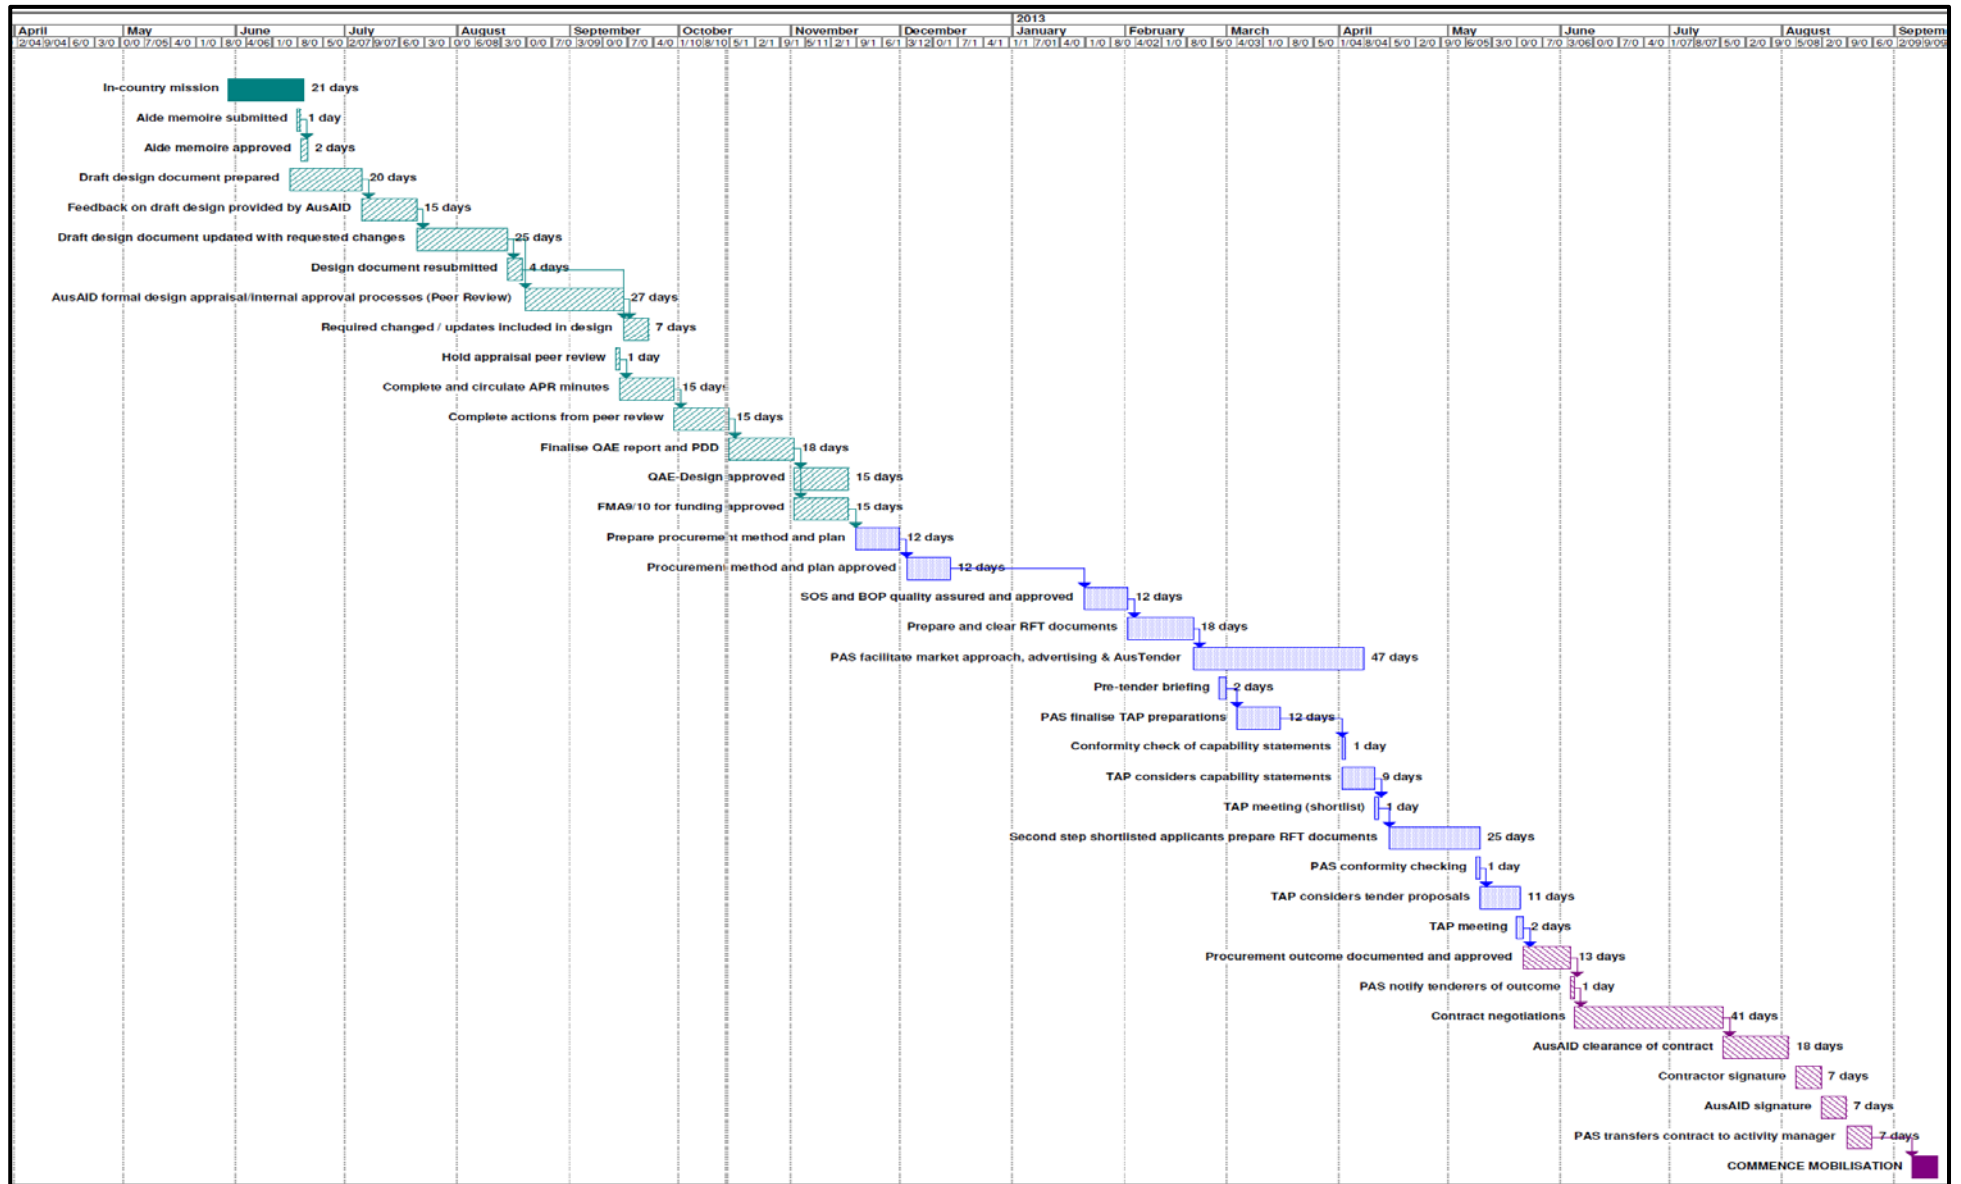 2013
April May June July August September October November December January February March April May June July August Septem
In-country mission 21 days
Aide memoire submitted 1 day
Aide memoire approved 2 days
Draft design document prepared 20 days
Feedback on draft design provided by AusAID 15 days
Draft design document updated with requested changes 25 days
Design document resubmitted 4 days
AusAID formal design appraisal/internal approval processes (Peer Review) 27 days
Required changed / updates included in design 7 days
Hold appraisal peer review 1 day
Complete and circulate APR minutes 15 days
Complete actions from peer review 15 days
Finalise QAE report and PDD 18 days
QAE-Design approved 15 days
FMA9/10 for funding approved 15 days
Prepare procurement method and plan 12 days
Procurement method and plan approved 12 days
SOS and BOP quality assured and approved 12 days
Prepare and clear RFT documents 18 days
PAS facilitate market approach, advertising & AusTender 47 days
Pre-tender briefing 2 days
PAS finalise TAP preparations 12 days
Conformity check of capability statements 1 day
TAP considers capability statements 9 days
TAP meeting (shortlist) 1 day
Second step shortlisted applicants prepare RFT documents 25 days
PAS conformity checking 1 day
TAP considers tender proposals 11 days
TAP meeting 2 days
Procurement outcome documented and approved 13 days
PAS notify tenderers of outcome 1 day
Contract negotiations 41 days
AusAID clearance of contract 18 days
Contractor signature 7 days
AusAID signature 7 days
PAS transfers contract to activity manager 7 days
COMMENCE MOBILISATION